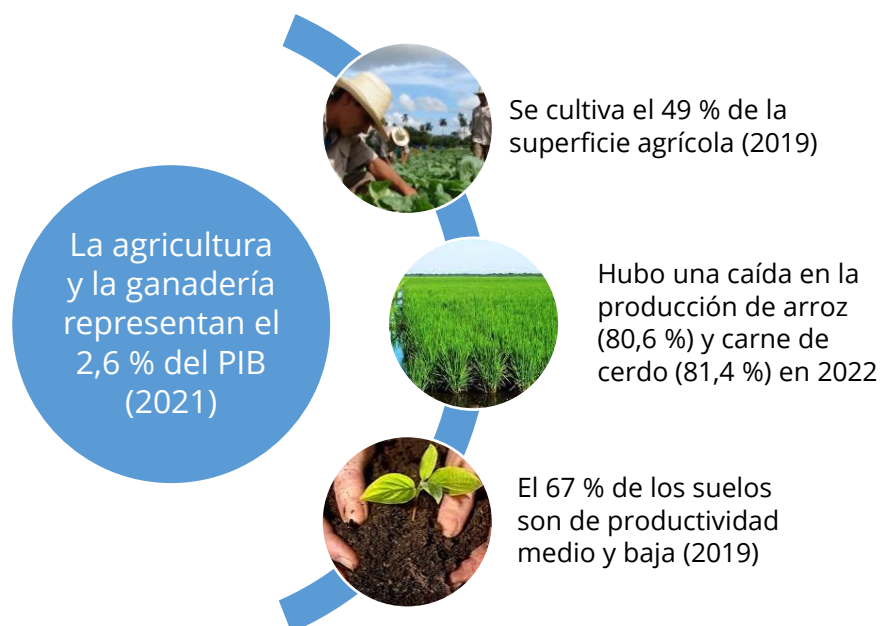 La agricultura
y la ganadería
representan el
2,6 % del PIB
(2021)
Se cultiva el 49 % de la
superficie agrícola (2019)
Hubo una caída en la
producción de arroz
(80,6 %) y carne de
cerdo (81,4 %) en 2022
El 67 % de los suelos
son de productividad
medio y baja (2019)